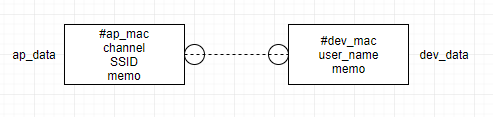 ap_data
#ap_mac
channel
SSID
memo
#dev_mac
user_name
memo
dev_data